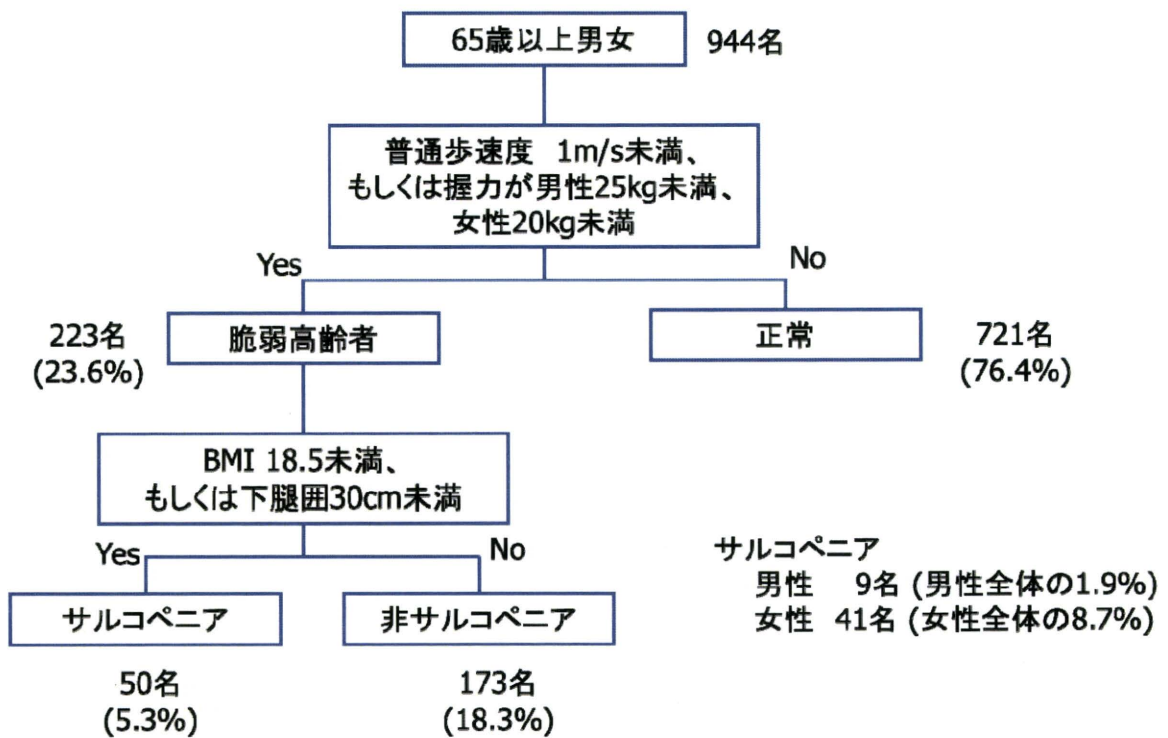 65歳以上男女
944名
普通歩速度 1m/s未満、
もしくは握力が男性25kg未満、
女性20kg未満
Yes
No
223名
(23.6%)
脆弱高齢者
正常
721名
(76.4%)
BMI 18.5未満、
もしくは下腿囲30cm未満
Yes
No
サルコペニア
非サルコペニア
50名
(5.3%)
173名
(18.3%)
サルコペニア
男性 9名 (男性全体の1.9%)
女性 41名 (女性全体の8.7%)